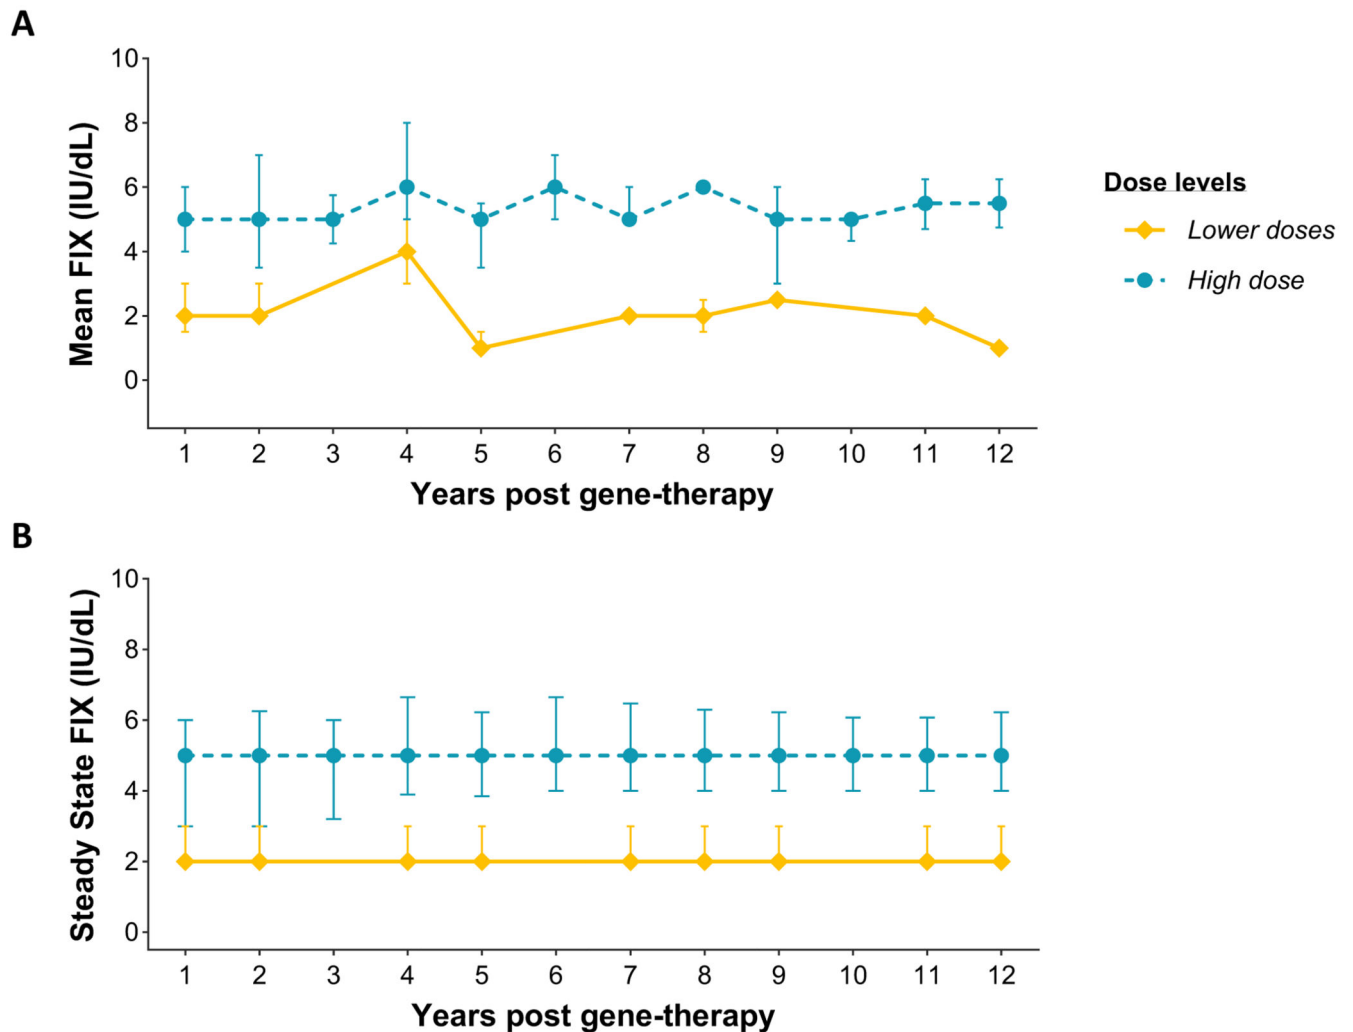 A
Mean FIX (IU/dL)
10
8
6
4
2
0
1 2 3 4 5 6 7 8 9 10 11 12
Years post gene-therapy
Dose levels
Lower doses
High dose
B
Steady State FIX (IU/dL)
10
8
6
4
2
0
1 2 3 4 5 6 7 8 9 10 11 12
Years post gene-therapy